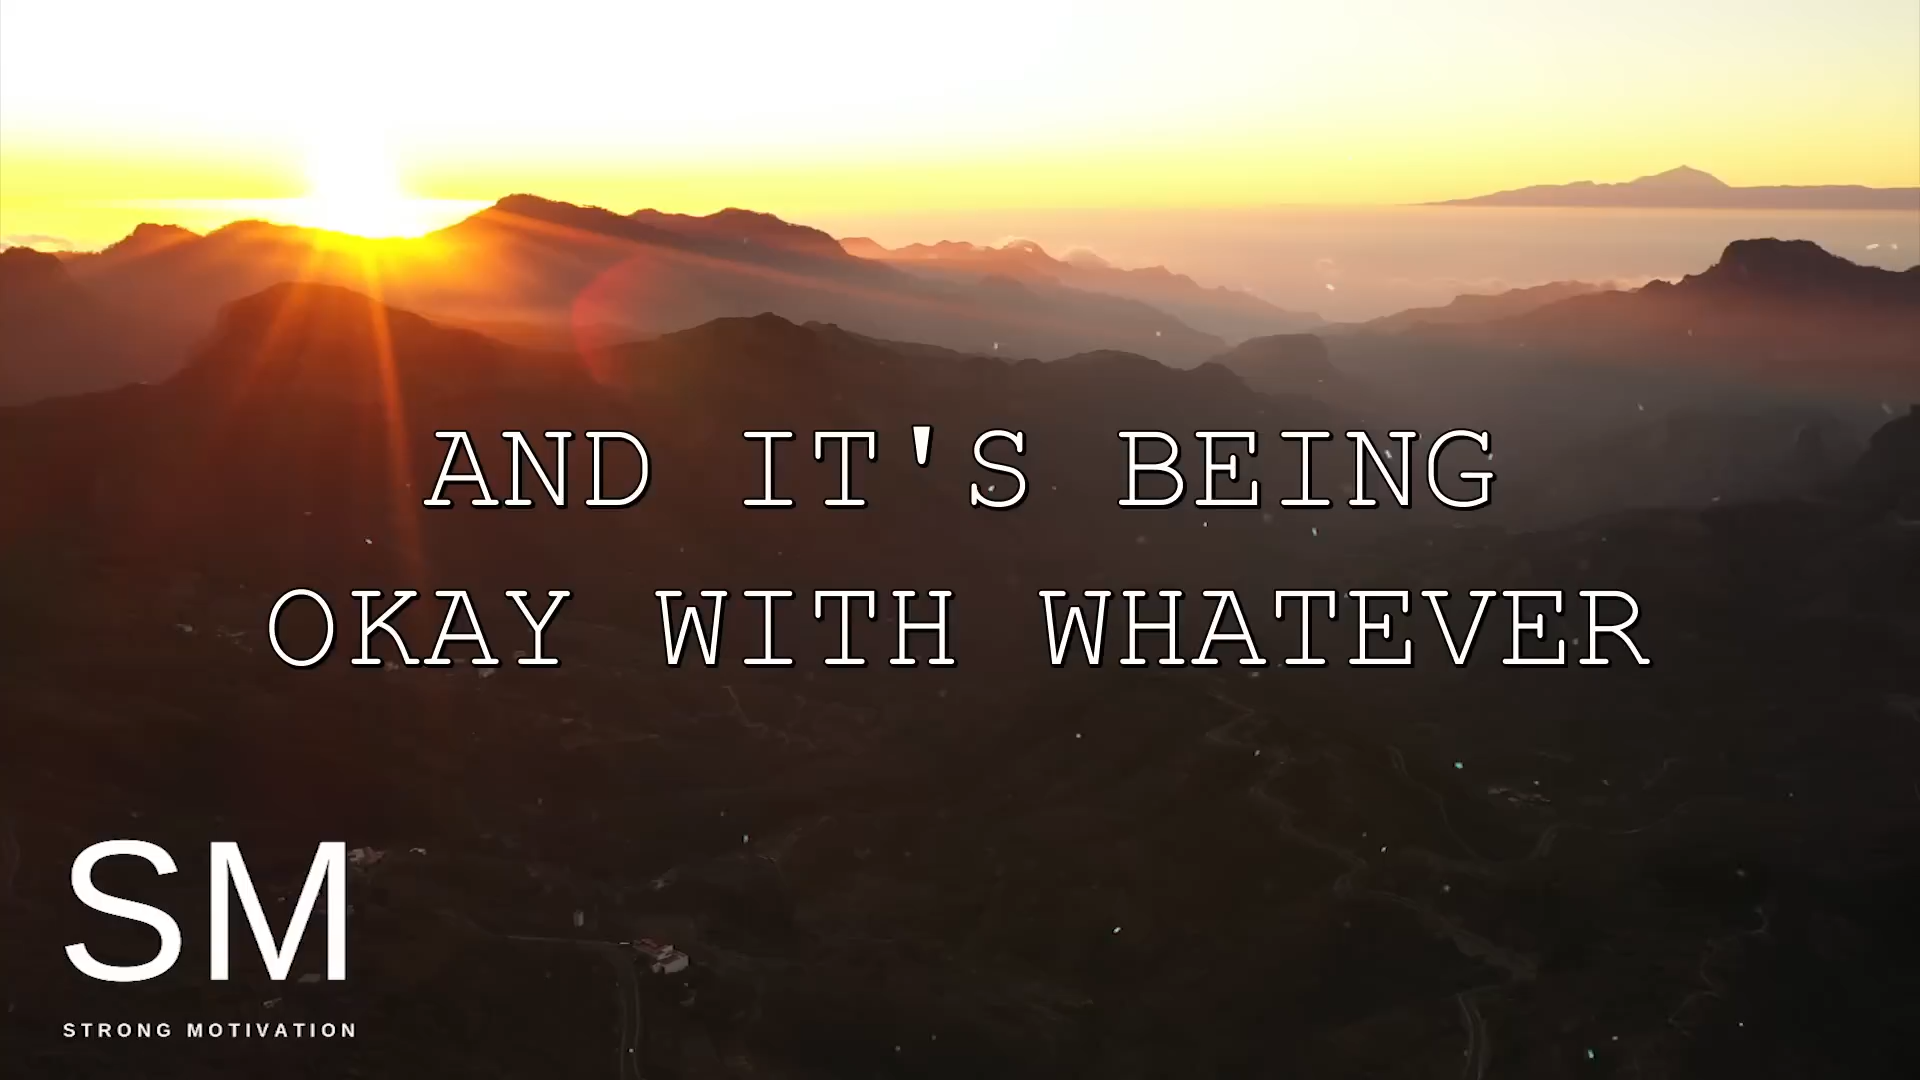 AND IT'S BEING
OKAY WITH WHATEVER
SM
STRONG MOTIVATION